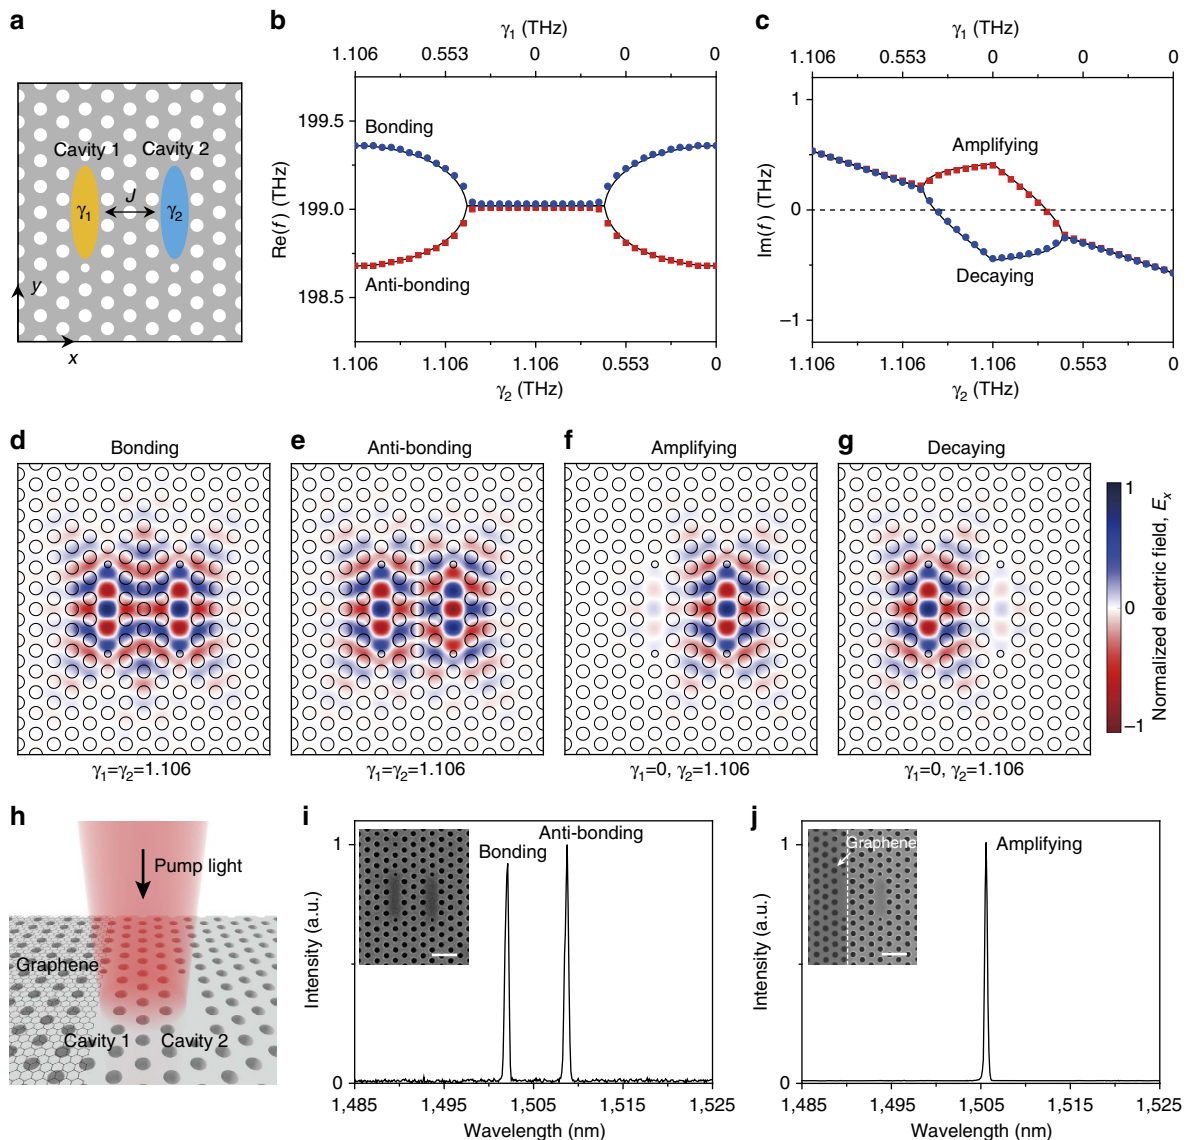 a
Cavity 1 Cavity 2
γ1 J γ2
y
x
b
γ1 (THz)
1.106 0.553 0 0 0
199.5
199.0
198.5
Re(f) (THz)
Bonding
Anti-bonding
1.106 1.106 1.106 0.553 0
γ2 (THz)
c
γ1 (THz)
1.106 0.553 0 0 0
1
0
−1
Im(f) (THz)
Amplifying
Decaying
1.106 1.106 1.106 0.553 0
γ2 (THz)
d
Bonding
γ1=γ2=1.106
e
Anti-bonding
γ1=γ2=1.106
f
Amplifying
γ1=0, γ2=1.106
g
Decaying
γ1=0, γ2=1.106
1
0
−1
Normalized electric field, Ex
h
Pump light
Graphene
Cavity 1 Cavity 2
i
1
0
Intensity (a.u.)
Bonding
Anti-bonding
1,485 1,495 1,505 1,515 1,525
Wavelength (nm)
j
1
0
Intensity (a.u.)
Graphene
Amplifying
1,485 1,495 1,505 1,515 1,525
Wavelength (nm)